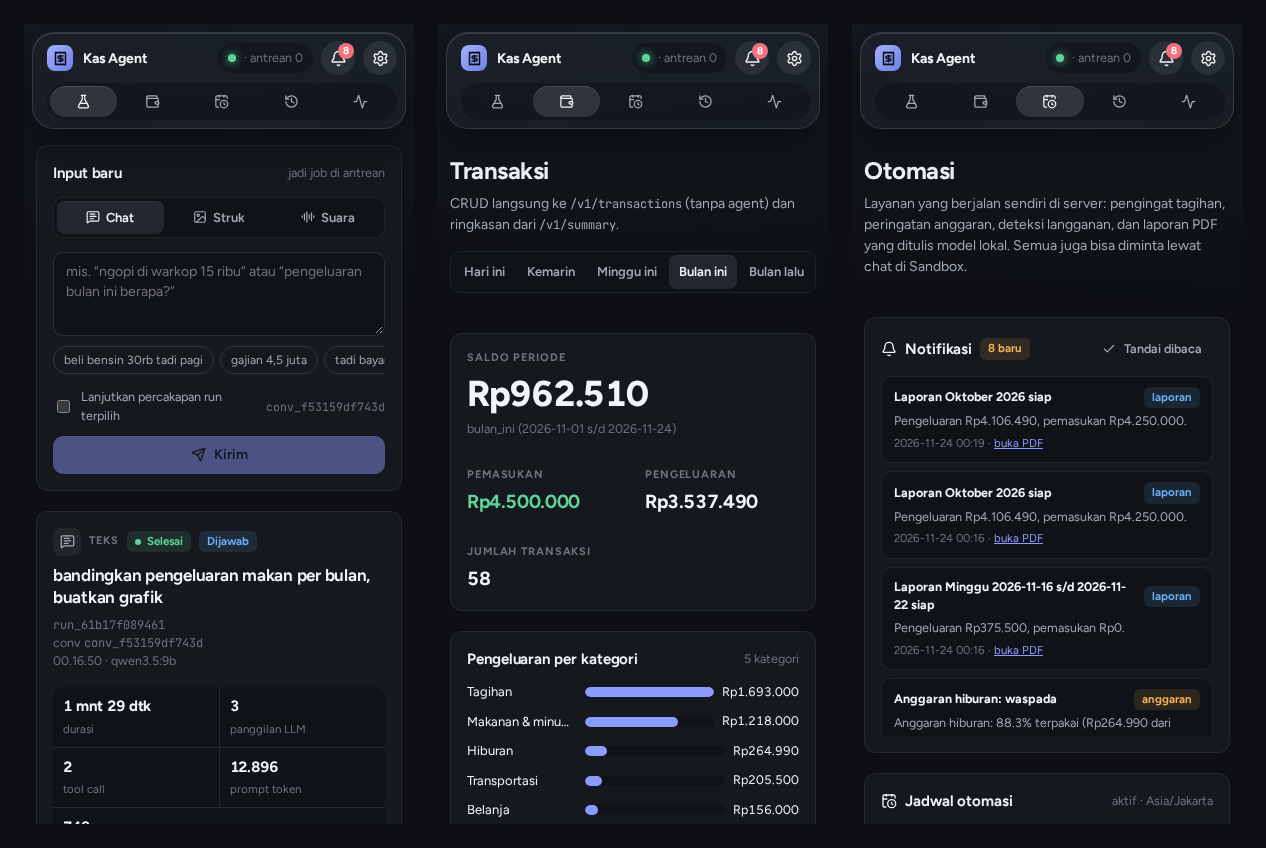 Kas Agent
· antrean 0
8
Input baru
jadi job di antrean
Chat
Struk
Suara
mis. “ngopi di warkop 15 ribu” atau “pengeluaran
bulan ini berapa?”
beli bensin 30rb tadi pagi
gajian 4,5 juta
tadi baya
Lanjutkan percakapan run
terpilih
conv_f53159df743d
Kirim
TEKS
Selesai
Dijawab
bandingkan pengeluaran makan per bulan,
buatkan grafik
run_61b17f089461
conv conv_f53159df743d
00.16.50 · qwen3.5:9b
1 mnt 29 dtk
durasi
3
panggilan LLM
2
tool call
12.896
prompt token
Kas Agent
· antrean 0
8
Transaksi
CRUD langsung ke /v1/transactions (tanpa agent) dan
ringkasan dari /v1/summary.
Hari ini
Kemarin
Minggu ini
Bulan ini
Bulan lalu
SALDO PERIODE
Rp962.510
bulan_ini (2026-11-01 s/d 2026-11-24)
PEMASUKAN
Rp4.500.000
PENGELUARAN
Rp3.537.490
JUMLAH TRANSAKSI
58
Pengeluaran per kategori
5 kategori
Tagihan
Rp1.693.000
Makanan & minu...
Rp1.218.000
Hiburan
Rp264.990
Transportasi
Rp205.500
Belanja
Rp156.000
Kas Agent
· antrean 0
8
Otomasi
Layanan yang berjalan sendiri di server: pengingat tagihan,
peringatan anggaran, deteksi langganan, dan laporan PDF
yang ditulis model lokal. Semua juga bisa diminta lewat
chat di Sandbox.
Notifikasi
8 baru
Tandai dibaca
Laporan Oktober 2026 siap
laporan
Pengeluaran Rp4.106.490, pemasukan Rp4.250.000.
2026-11-24 00:19 · buka PDF
Laporan Oktober 2026 siap
laporan
Pengeluaran Rp4.106.490, pemasukan Rp4.250.000.
2026-11-24 00:16 · buka PDF
Laporan Minggu 2026-11-16 s/d 2026-11-
22 siap
laporan
Pengeluaran Rp375.500, pemasukan Rp0.
2026-11-24 00:16 · buka PDF
Anggaran hiburan: waspada
anggaran
Anggaran hiburan: 88.3% terpakai (Rp264.990 dari
Jadwal otomasi
aktif · Asia/Jakarta